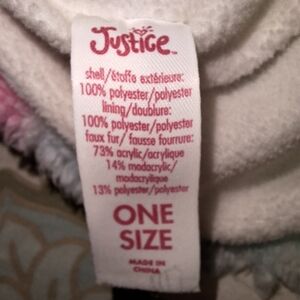 Justice
shell/étoffe extérieure:
100% polyester/polyester
lining/doublure:
100% polyester/polyester
faux fur/ fausse fourrure:
73% acrylic/acrylique
14% modacrylic/
modacrylique
13% polyester/polyester
ONE
SIZE
MADE IN
CHINA